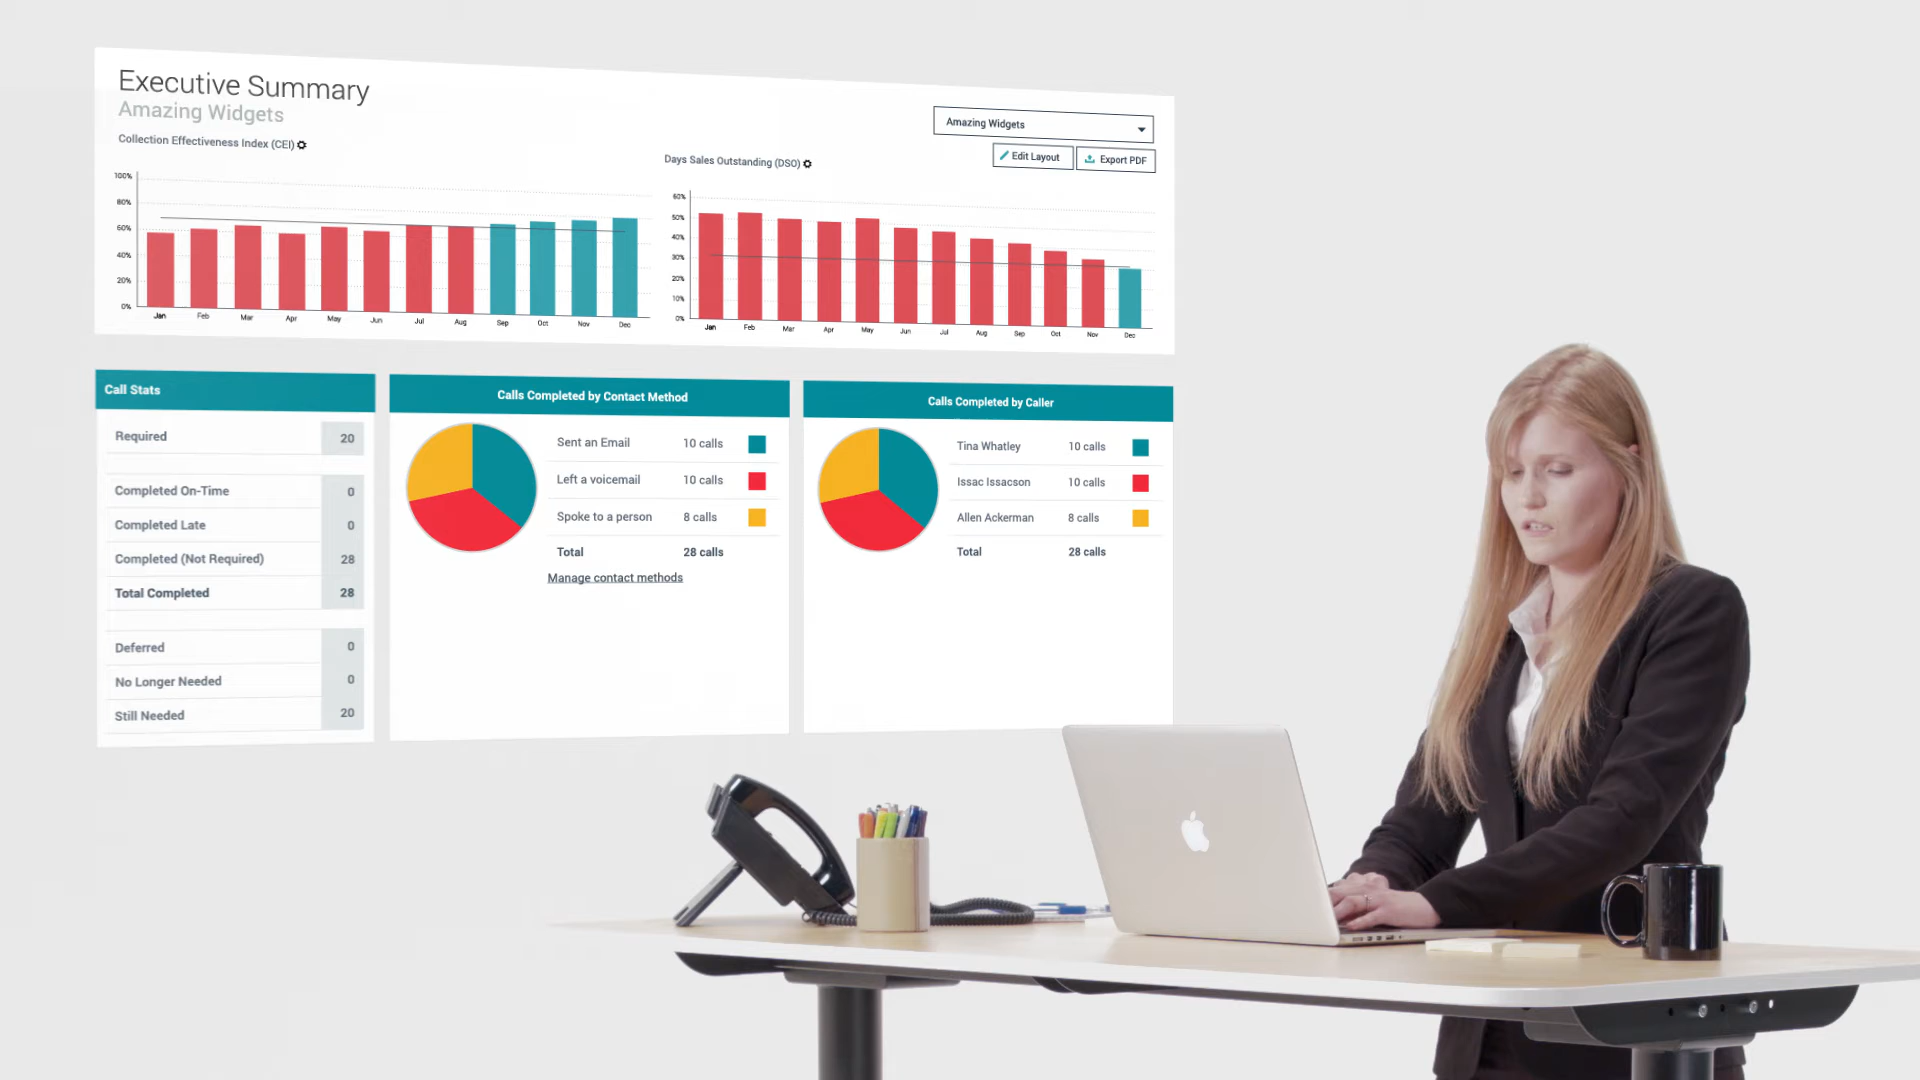 Executive Summary
Amazing Widgets
Collection Effectiveness Index (CEI)
100%
80%
60%
40%
20%
0%
Jan Feb Mar Apr May Jun Jul Aug Sep Oct Nov Dec
Amazing Widgets
Edit Layout Export PDF
Days Sales Outstanding (DSO)
60%
50%
40%
30%
20%
10%
0%
Jan Feb Mar Apr May Jun Jul Aug Sep Oct Nov Dec
Call Stats
Required 20
Completed On-Time 0
Completed Late 0
Completed (Not Required) 28
Total Completed 28
Deferred 0
No Longer Needed 0
Still Needed 20
Calls Completed by Contact Method
Sent an Email 10 calls
Left a voicemail 10 calls
Spoke to a person 8 calls
Total 28 calls
Manage contact methods
Calls Completed by Caller
Tina Whatley 10 calls
Issac Issacson 10 calls
Allen Ackerman 8 calls
Total 28 calls